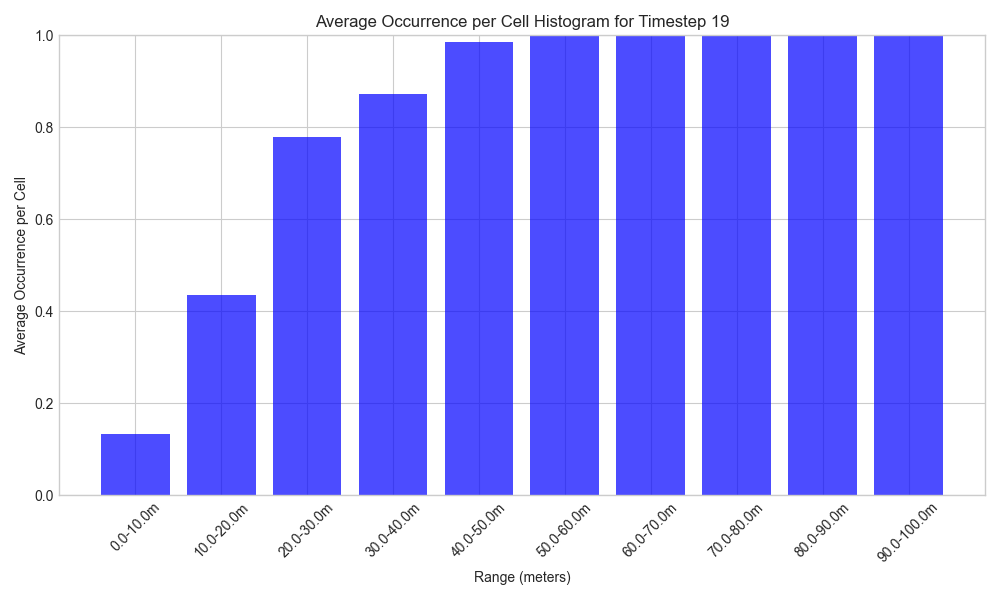 Average Occurrence per Cell Histogram for Timestep 19
1.0
0.8
0.6
0.4
0.2
0.0
Average Occurrence per Cell
0.0-10.0m
10.0-20.0m
20.0-30.0m
30.0-40.0m
40.0-50.0m
50.0-60.0m
60.0-70.0m
70.0-80.0m
80.0-90.0m
90.0-100.0m
Range (meters)